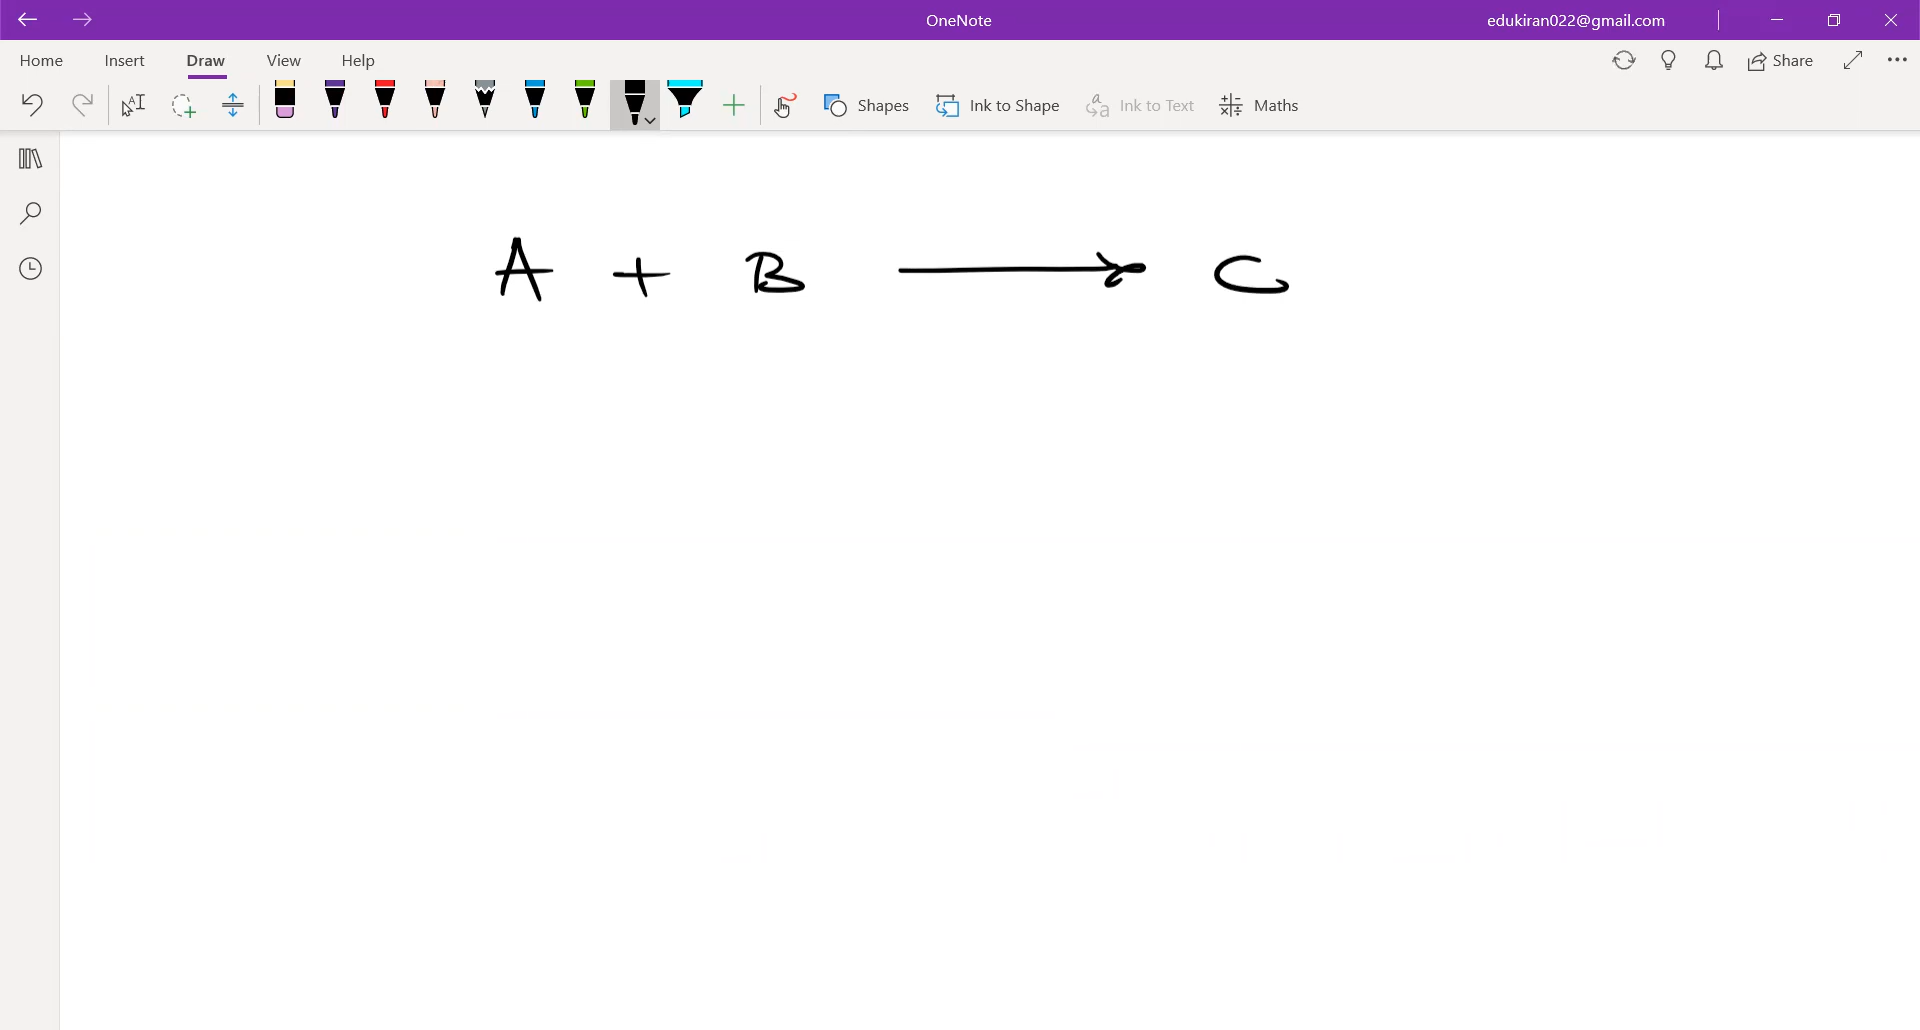 OneNote
edukiran022@gmail.com
Home Insert Draw View Help
Share
Shapes Ink to Shape Ink to Text Maths
A + B → C